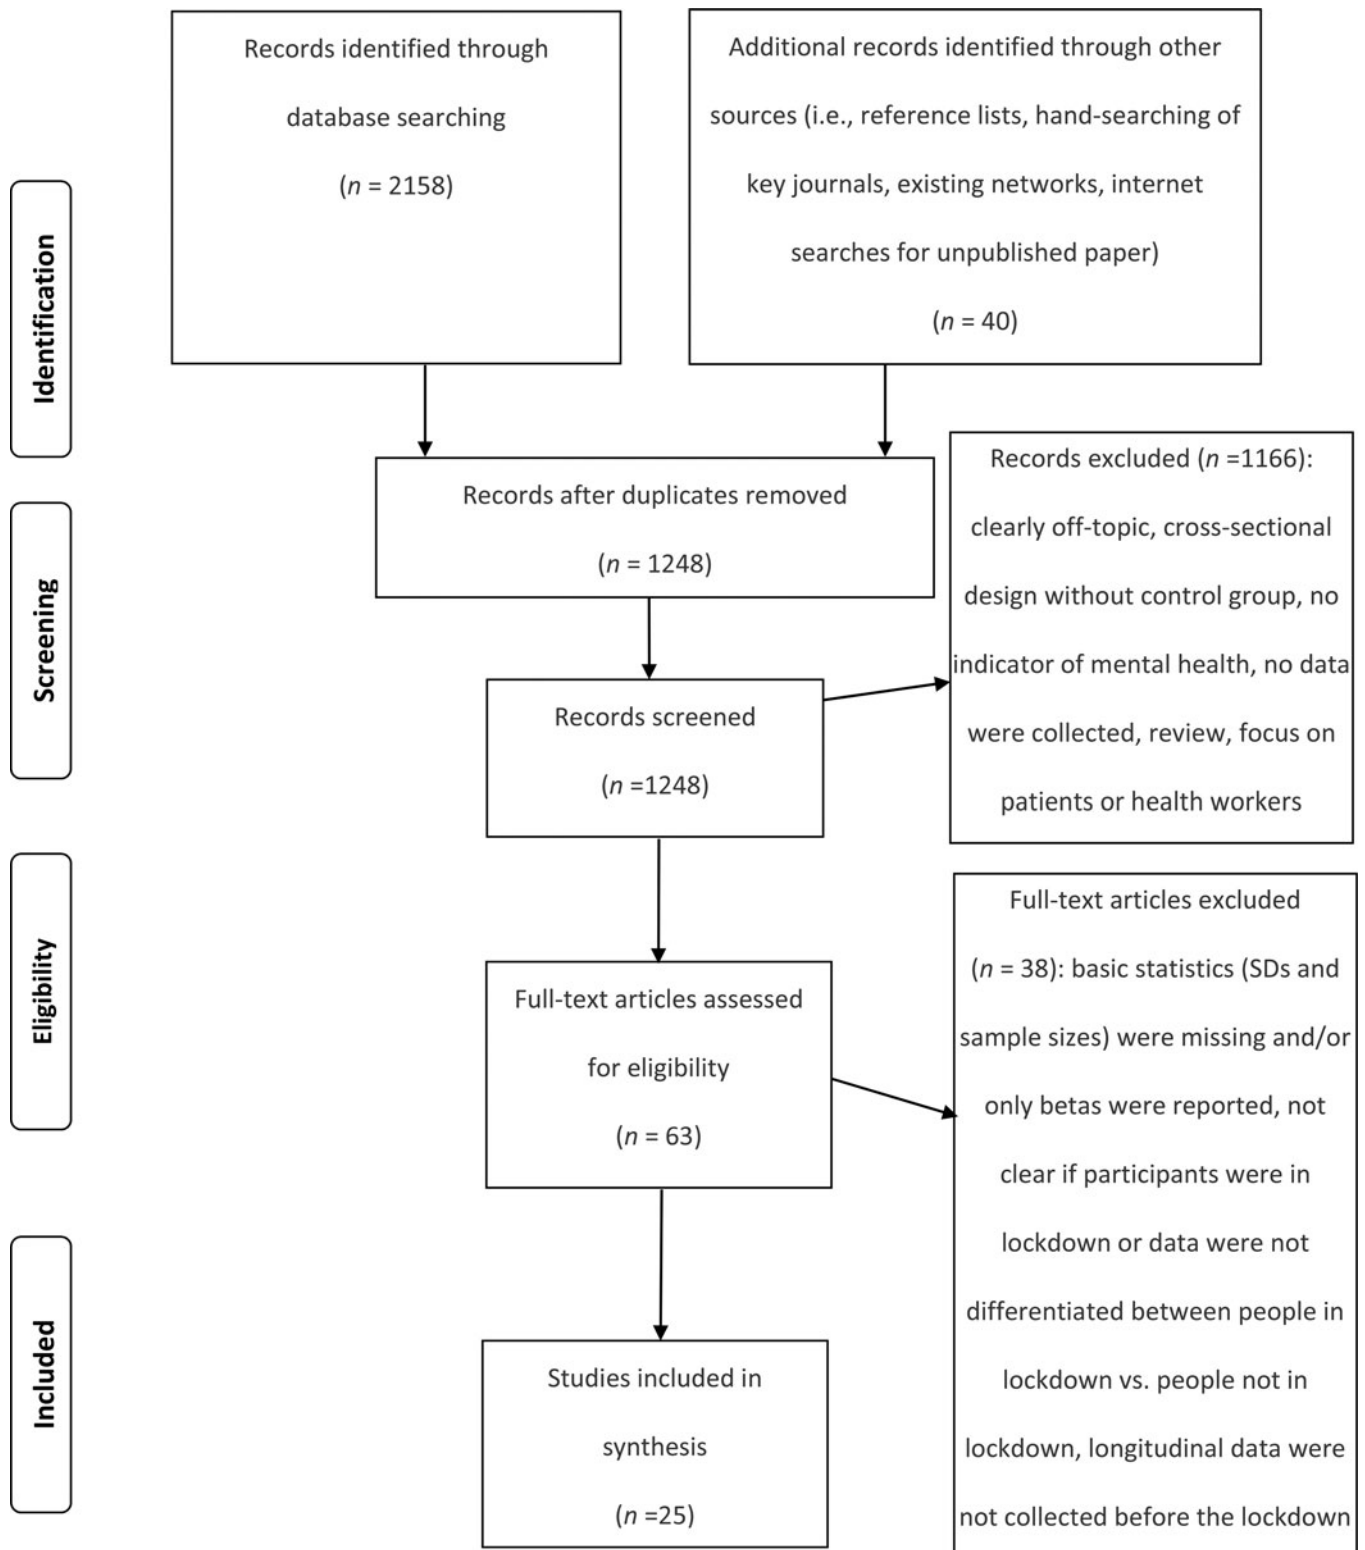 Records identified through
database searching
(n = 2158)
Additional records identified through other
sources (i.e., reference lists, hand-searching of
key journals, existing networks, internet
searches for unpublished paper)
(n = 40)
Identification
Records after duplicates removed
(n = 1248)
Records excluded (n =1166):
clearly off-topic, cross-sectional
design without control group, no
indicator of mental health, no data
were collected, review, focus on
patients or health workers
Screening
Records screened
(n =1248)
Eligibility
Full-text articles assessed
for eligibility
(n = 63)
Full-text articles excluded
(n = 38): basic statistics (SDs and
sample sizes) were missing and/or
only betas were reported, not
clear if participants were in
lockdown or data were not
differentiated between people in
lockdown vs. people not in
lockdown, longitudinal data were
not collected before the lockdown
Included
Studies included in
synthesis
(n =25)